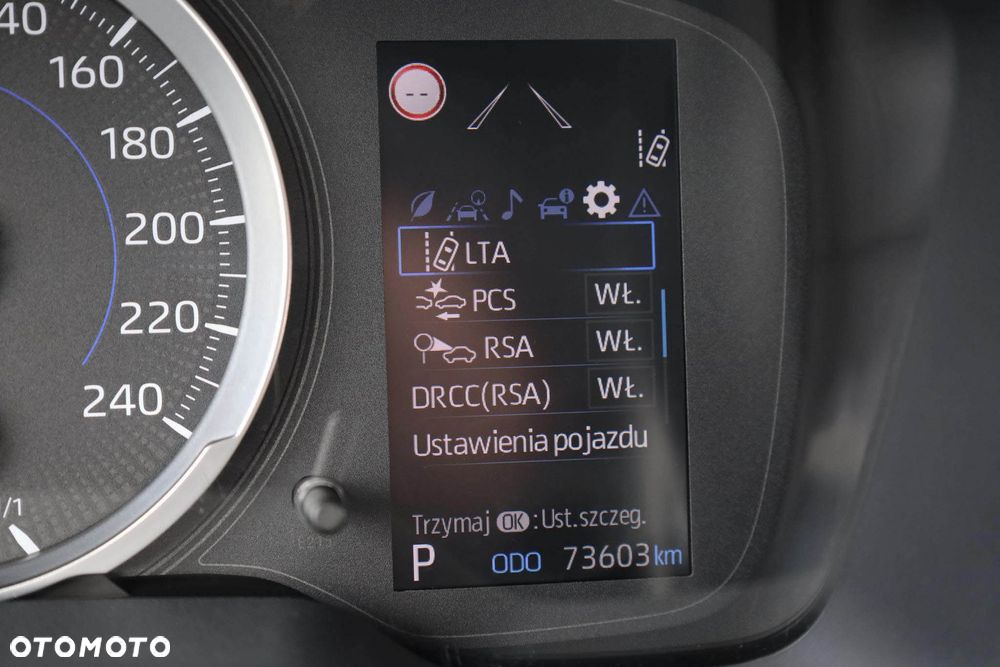 160
180
200
220
240
/1
--
LTA
PCS WŁ.
RSA WŁ.
DRCC(RSA) WŁ.
Ustawienia pojazdu
Trzymaj OK :Ust.szczeg.
P ODO 73603 km
OTOMOTO